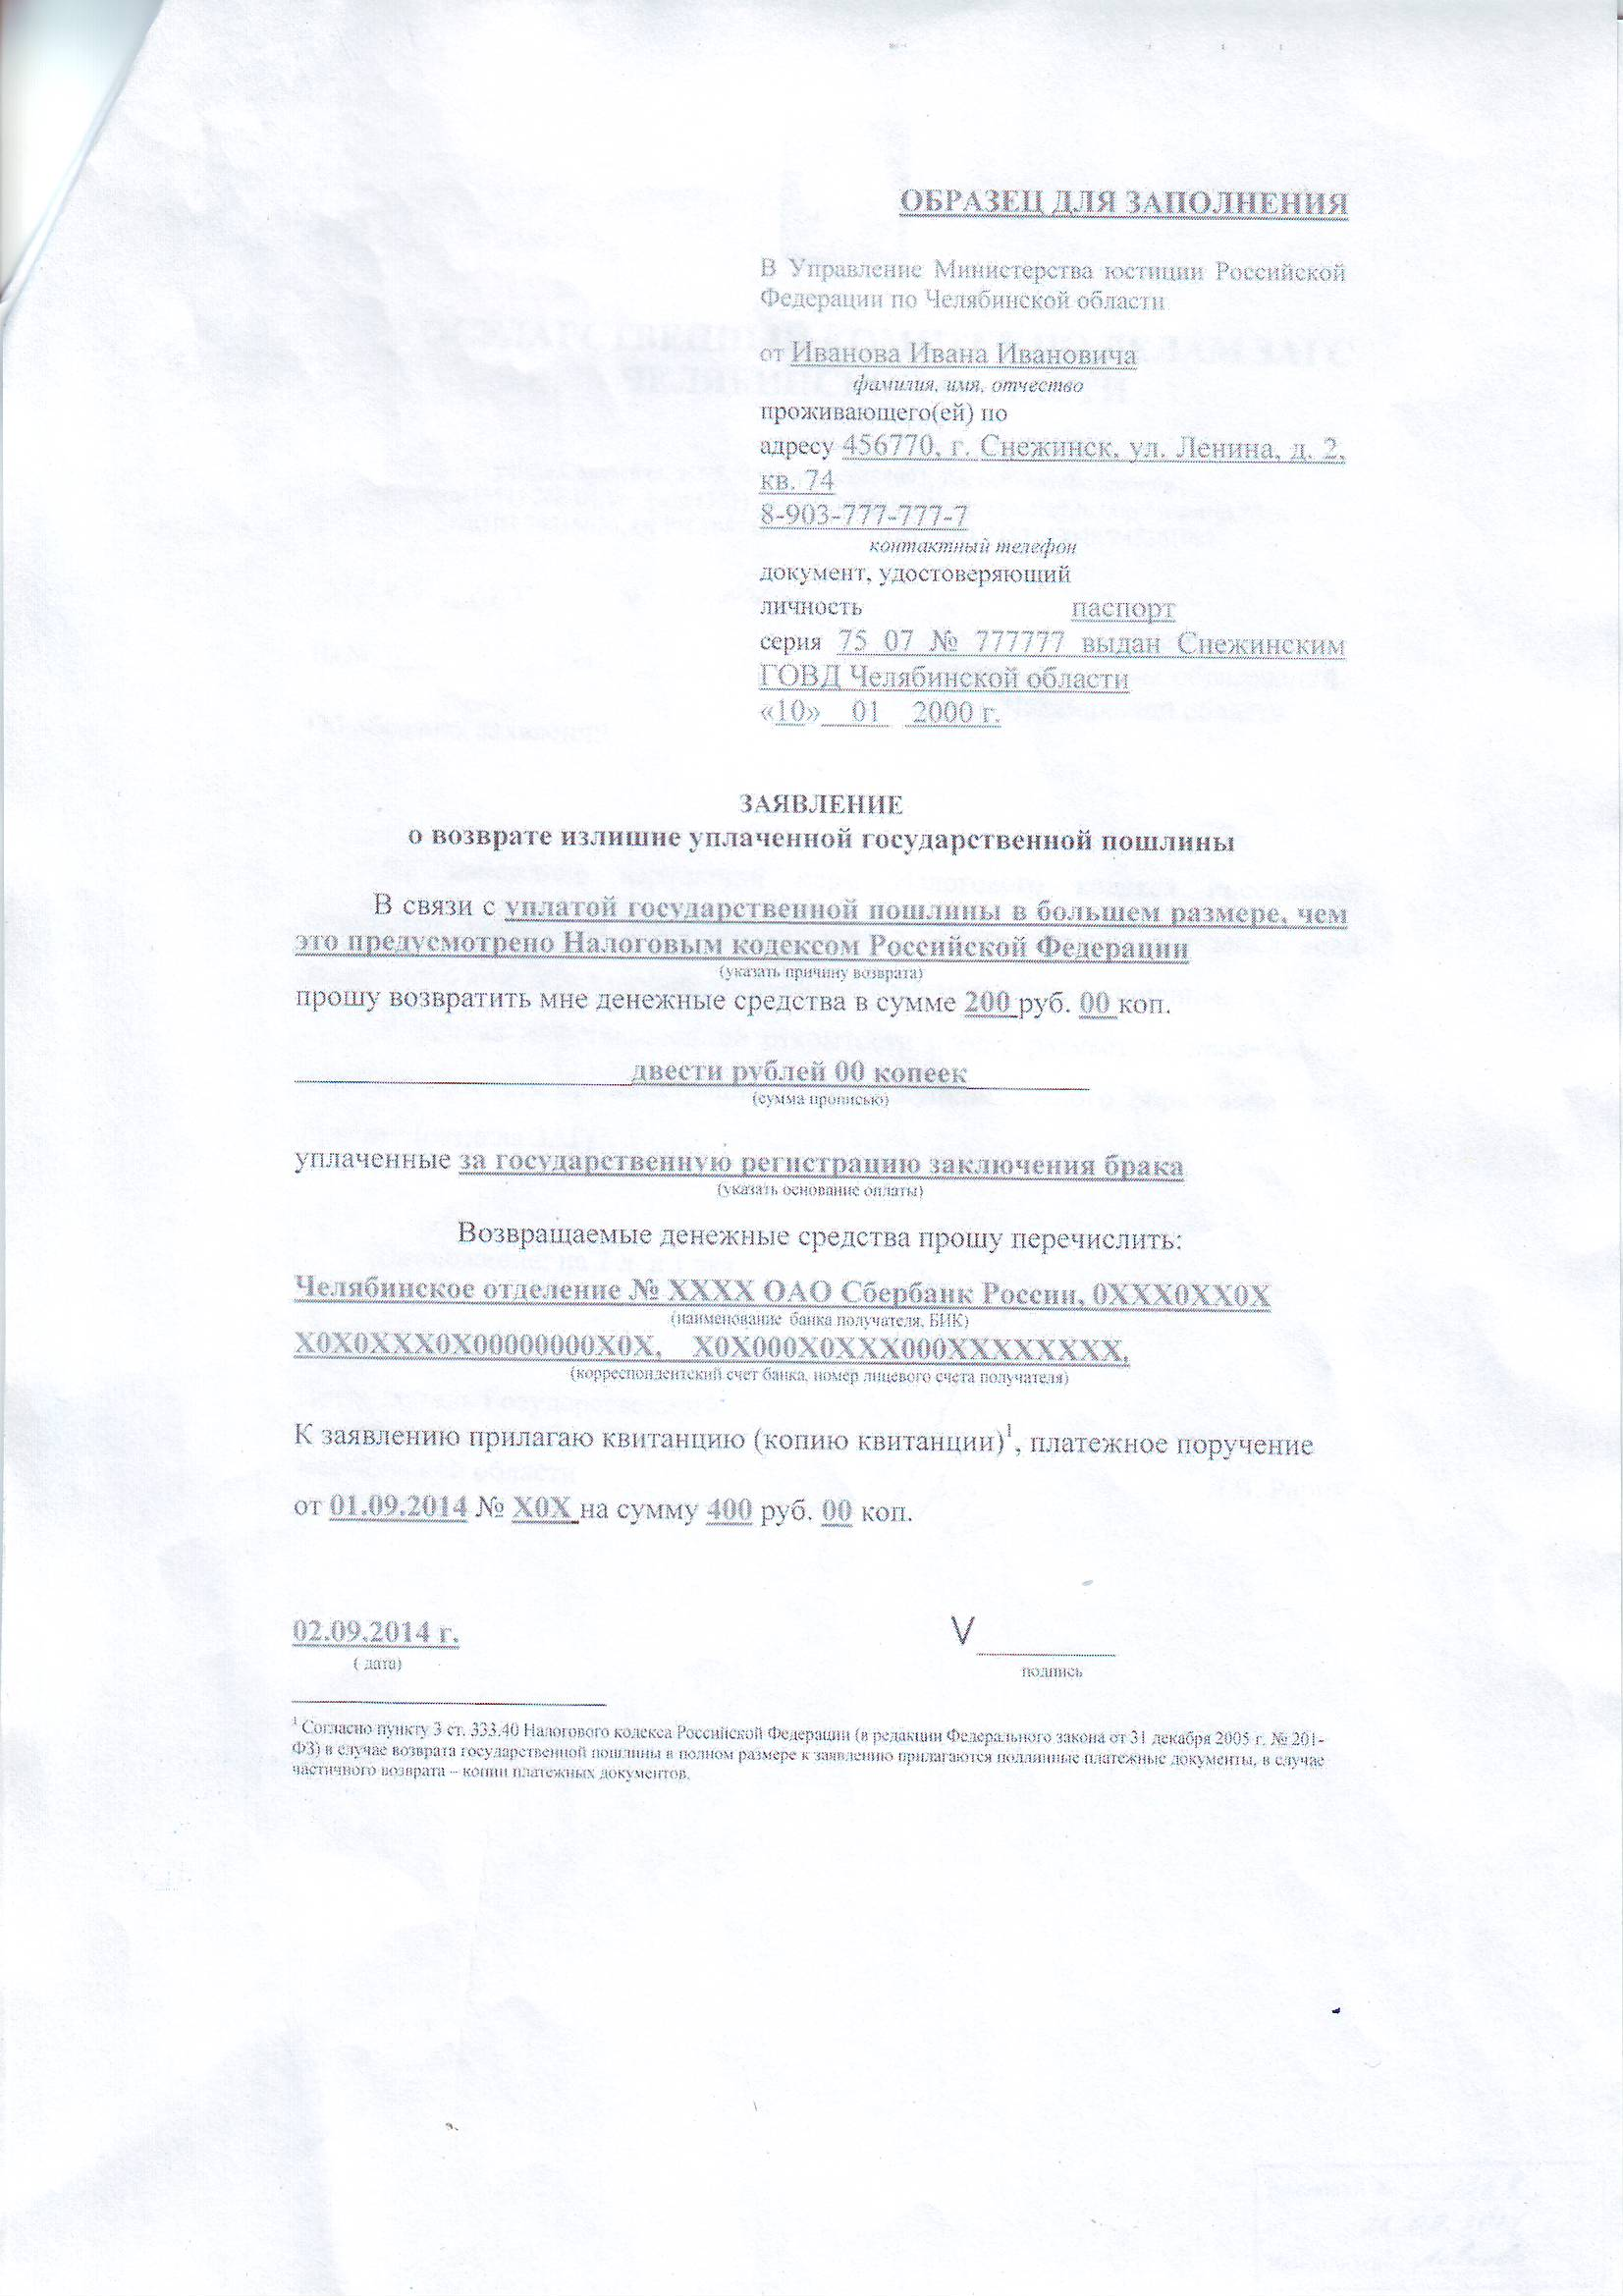 ОБРАЗЕЦ ДЛЯ ЗАПОЛНЕНИЯ
В Управление Министерства юстиции Российской
Федерации по Челябинской области
от Иванова Ивана Ивановича
фамилия, имя, отчество
проживающего(ей) по
адресу 456770, г. Снежинск, ул. Ленина, д. 2,
кв. 74
8-903-777-777-7
контактный телефон
документ, удостоверяющий
личность паспорт
серия 75 07 № 777777 выдан Снежинским
ГОВД Челябинской области
«10» 01 2000 г.
ЗАЯВЛЕНИЕ
о возврате излишне уплаченной государственной пошлины
В связи с уплатой государственной пошлины в большем размере, чем
это предусмотрено Налоговым кодексом Российской Федерации
(указать причину возврата)
прошу возвратить мне денежные средства в сумме 200 руб. 00 коп.
двести рублей 00 копеек
(сумма прописью)
уплаченные за государственную регистрацию заключения брака
(указать основание оплаты)
Возвращаемые денежные средства прошу перечислить:
Челябинское отделение № ХХХХ ОАО Сбербанк России, 0ХХХ0ХХ0Х
(наименование банка получателя, БИК)
Х0Х0ХХХ0Х00000000Х0Х, Х0Х000Х0ХХХ000ХХХХХХХХ,
(корреспондентский счет банка, номер лицевого счета получателя)
К заявлению прилагаю квитанцию (копию квитанции)¹, платежное поручение
от 01.09.2014 № Х0Х на сумму 400 руб. 00 коп.
02.09.2014 г. V
( дата) подпись
¹ Согласно пункту 3 ст. 333.40 Налогового кодекса Российской Федерации (в редакции Федерального закона от 31 декабря 2005 г. № 201-
ФЗ) в случае возврата государственной пошлины в полном размере к заявлению прилагаются подлинные платежные документы, в случае
частичного возврата – копии платежных документов.